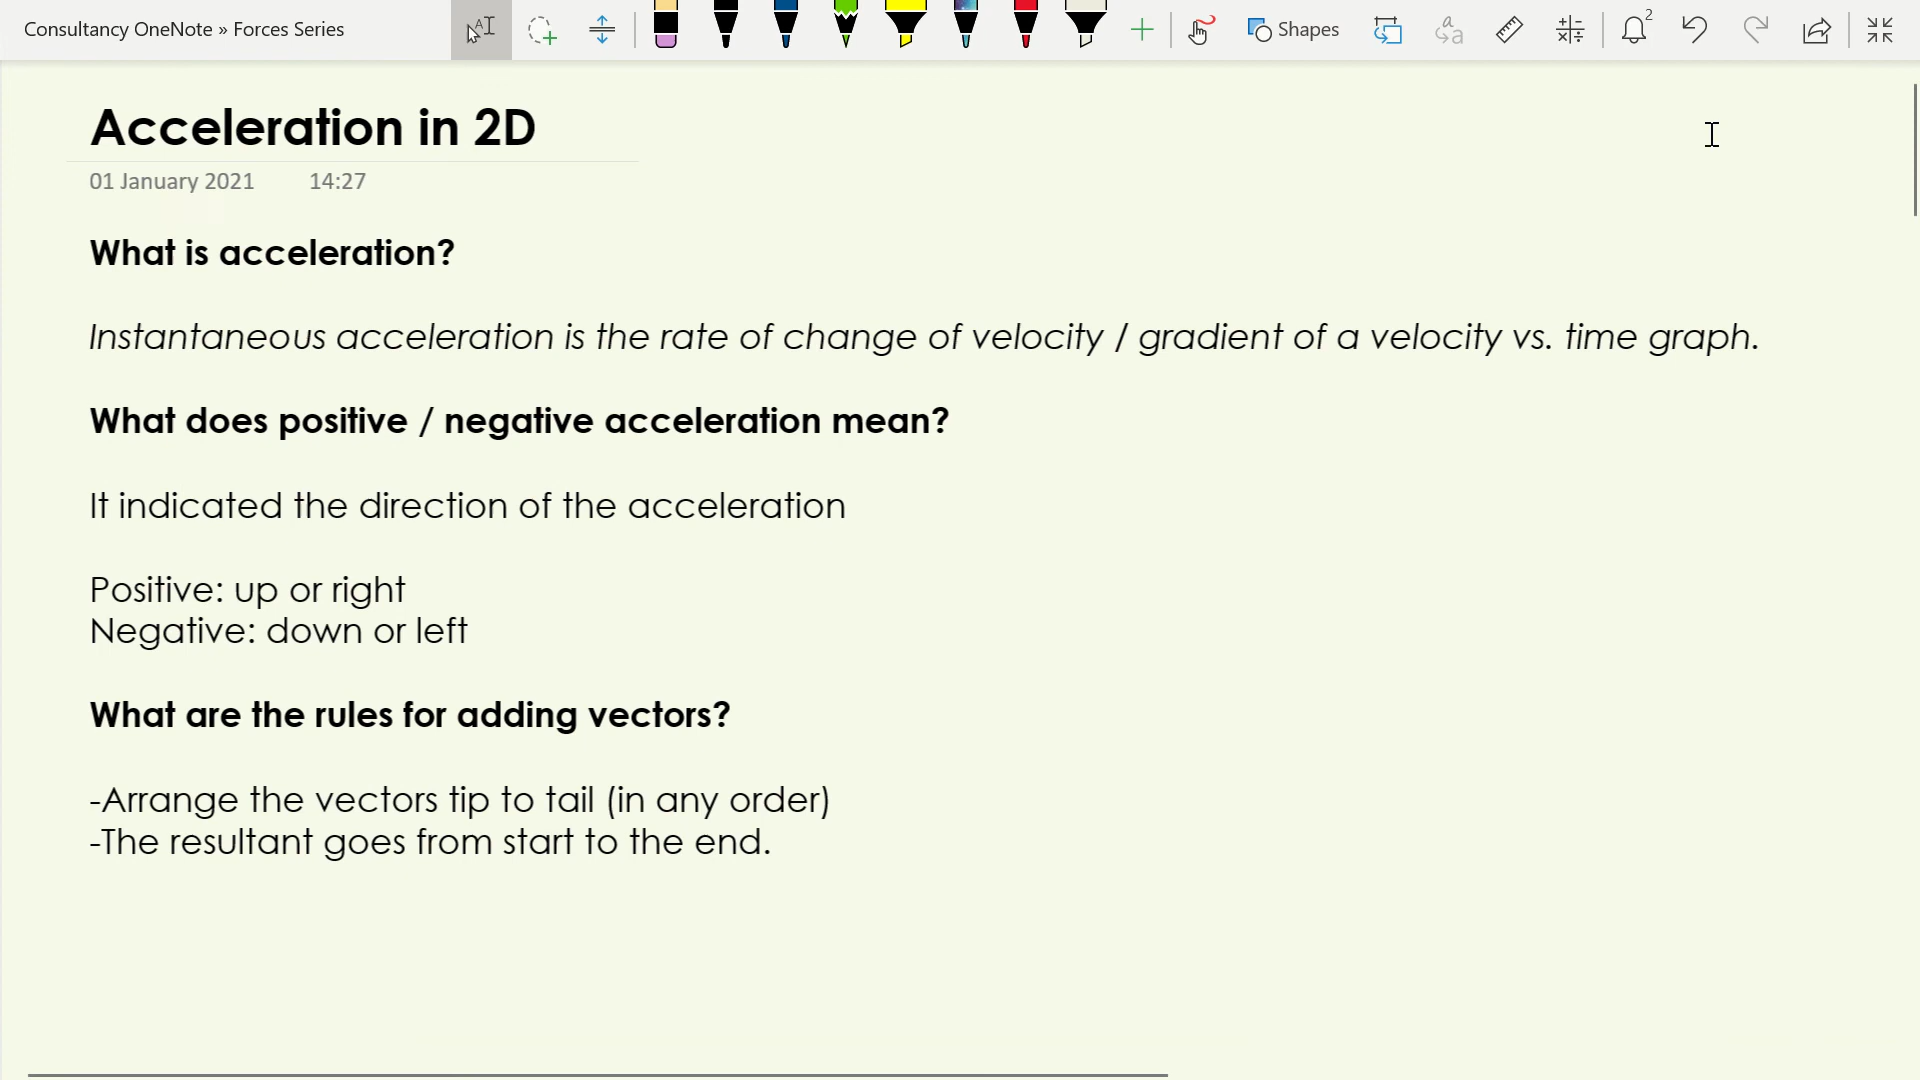 Consultancy OneNote » Forces Series
Shapes
2
Acceleration in 2D
01 January 2021 14:27
What is acceleration?
Instantaneous acceleration is the rate of change of velocity / gradient of a velocity vs. time graph.
What does positive / negative acceleration mean?
It indicated the direction of the acceleration
Positive: up or right
Negative: down or left
What are the rules for adding vectors?
-Arrange the vectors tip to tail (in any order)
-The resultant goes from start to the end.